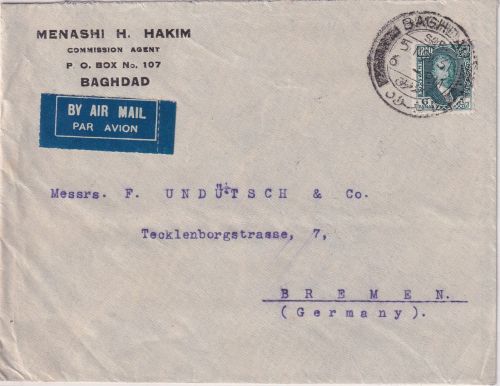 MENASHI H. HAKIM
COMMISSION AGENT
P. O. BOX No. 107
BAGHDAD
BY AIR MAIL
PAR AVION
BAGHD
Messrs. F. UNDÜTSCH & Co.
Tecklenborgstrasse, 7,
BREMEN.
(Germany).